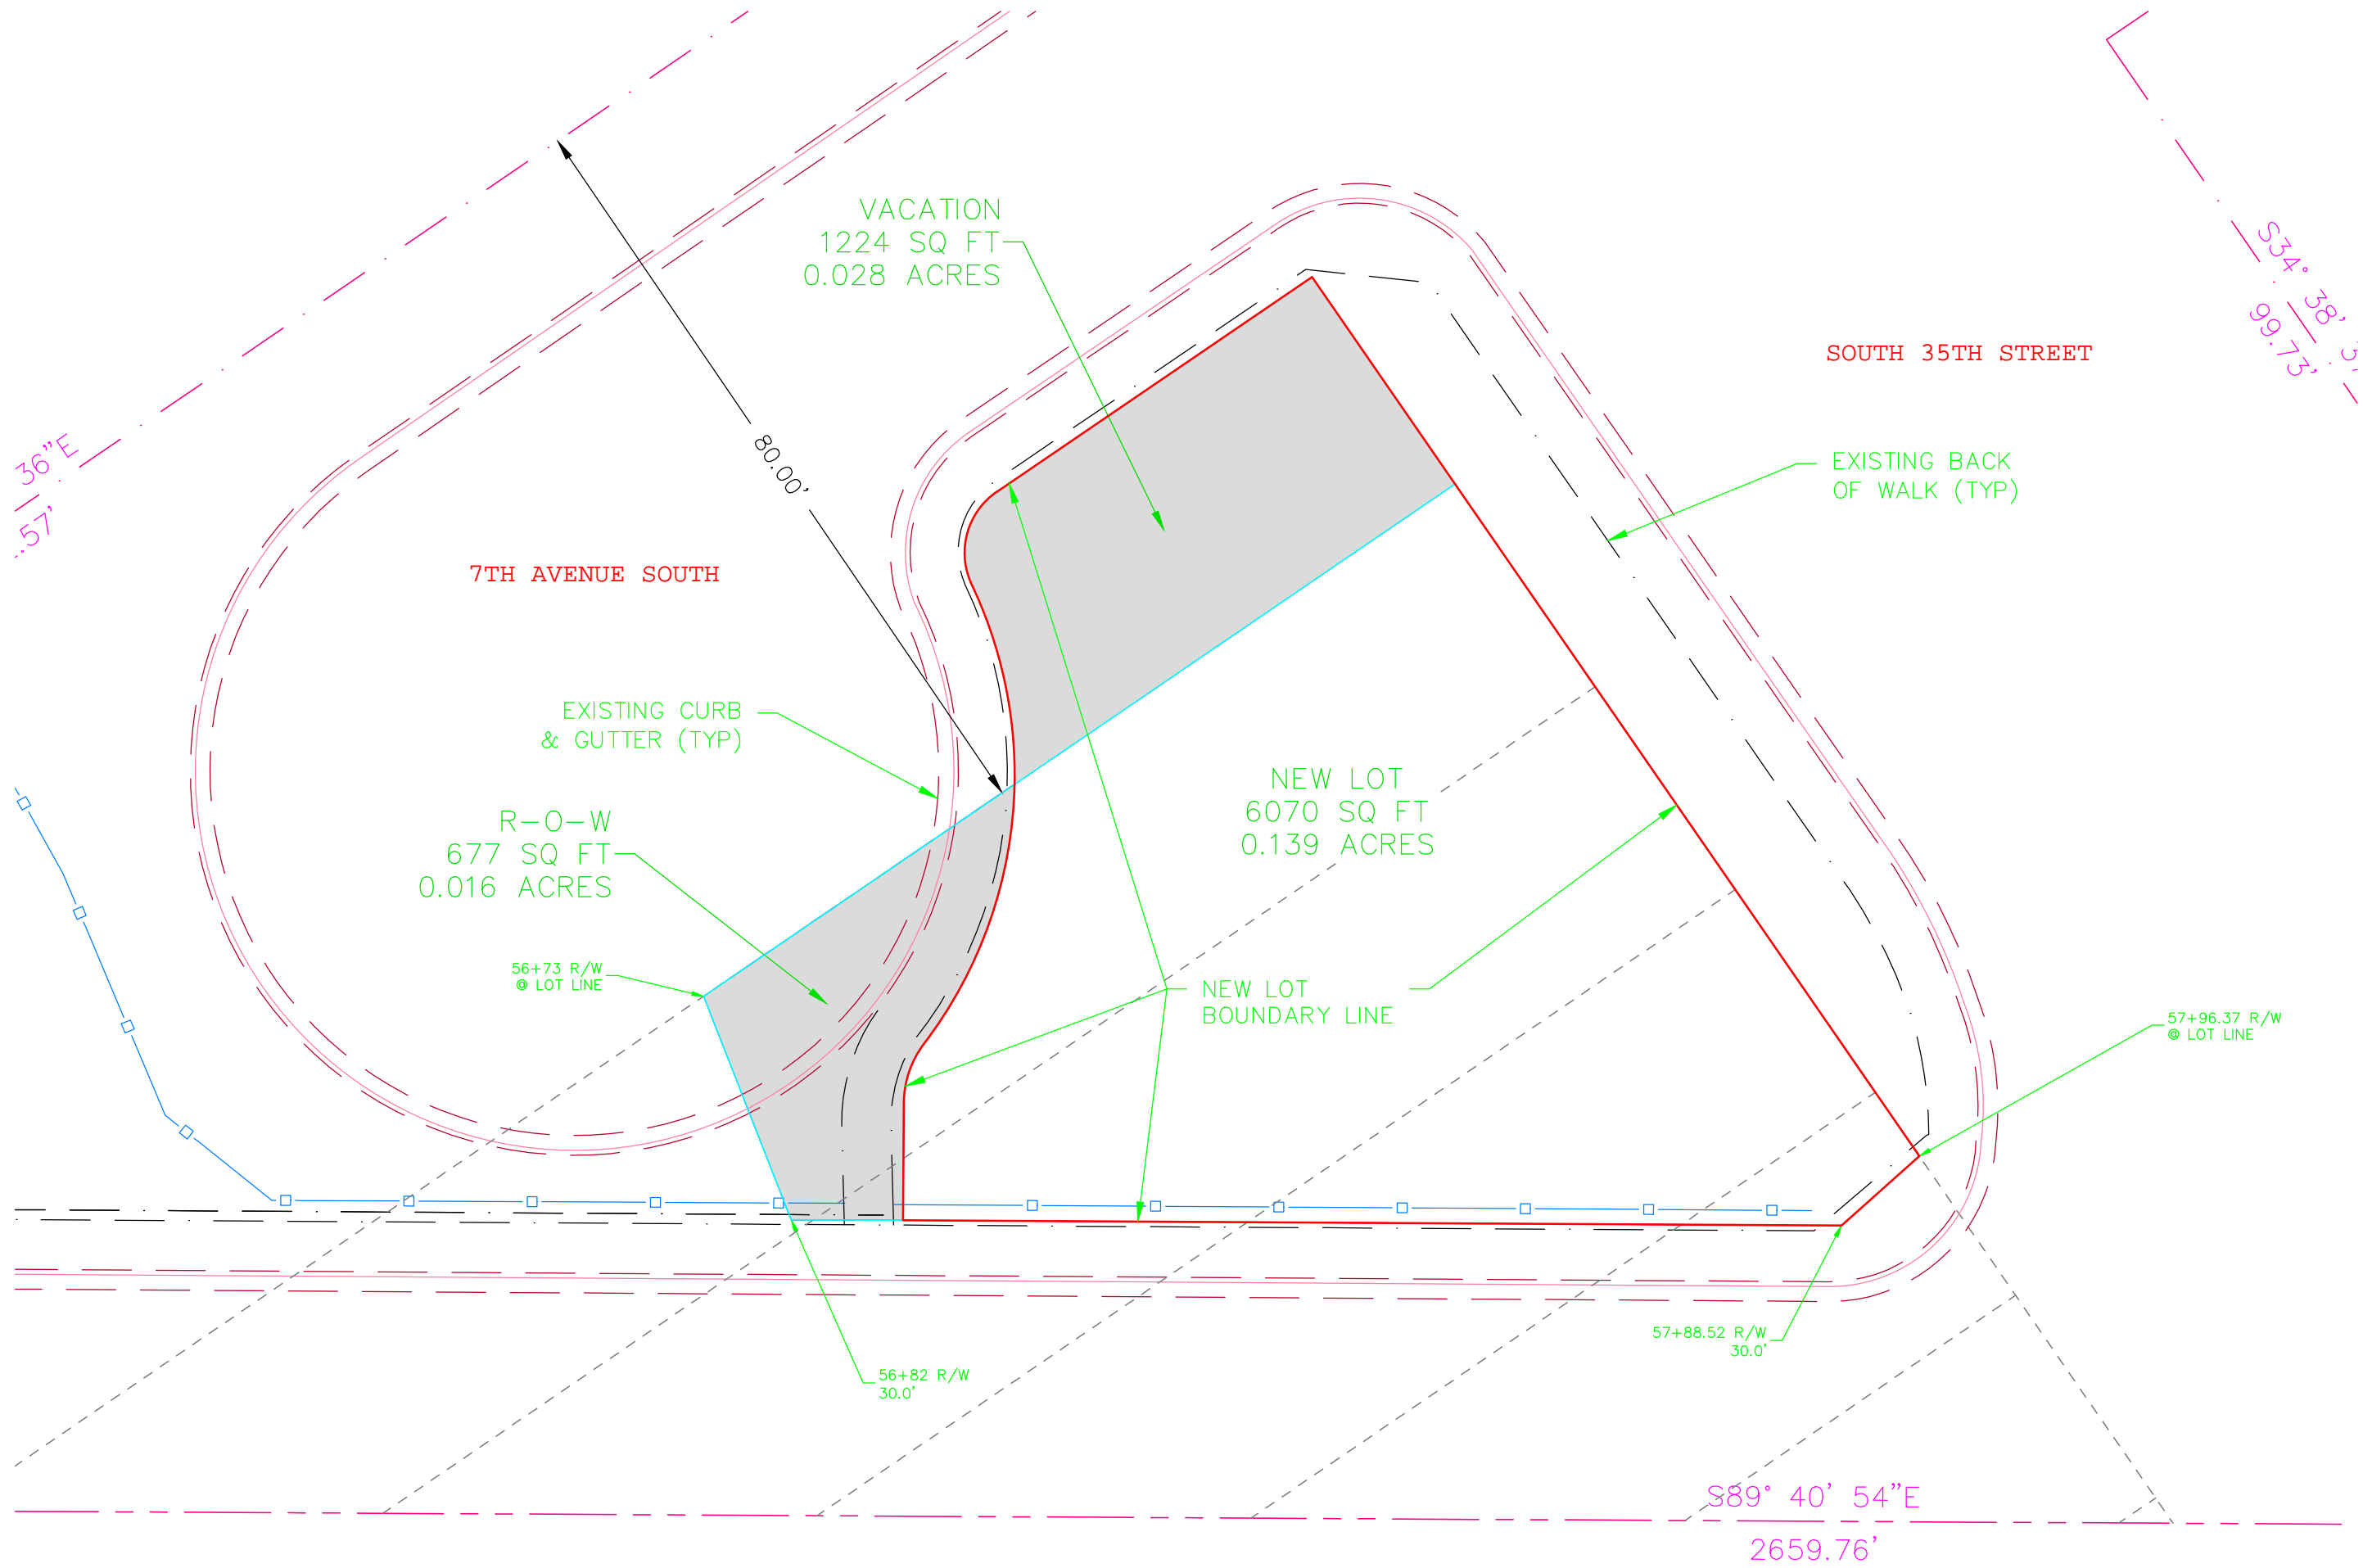 VACATION
1224 SQ FT
0.028 ACRES
S34° 38'
99.73'
SOUTH 35TH STREET
80.00'
36"E
.57'
EXISTING BACK
OF WALK (TYP)
7TH AVENUE SOUTH
EXISTING CURB
& GUTTER (TYP)
NEW LOT
6070 SQ FT
0.139 ACRES
R-O-W
677 SQ FT
0.016 ACRES
56+73 R/W
@ LOT LINE
NEW LOT
BOUNDARY LINE
57+96.37 R/W
@ LOT LINE
57+88.52 R/W
30.0'
56+82 R/W
30.0'
S89° 40' 54"E
2659.76'